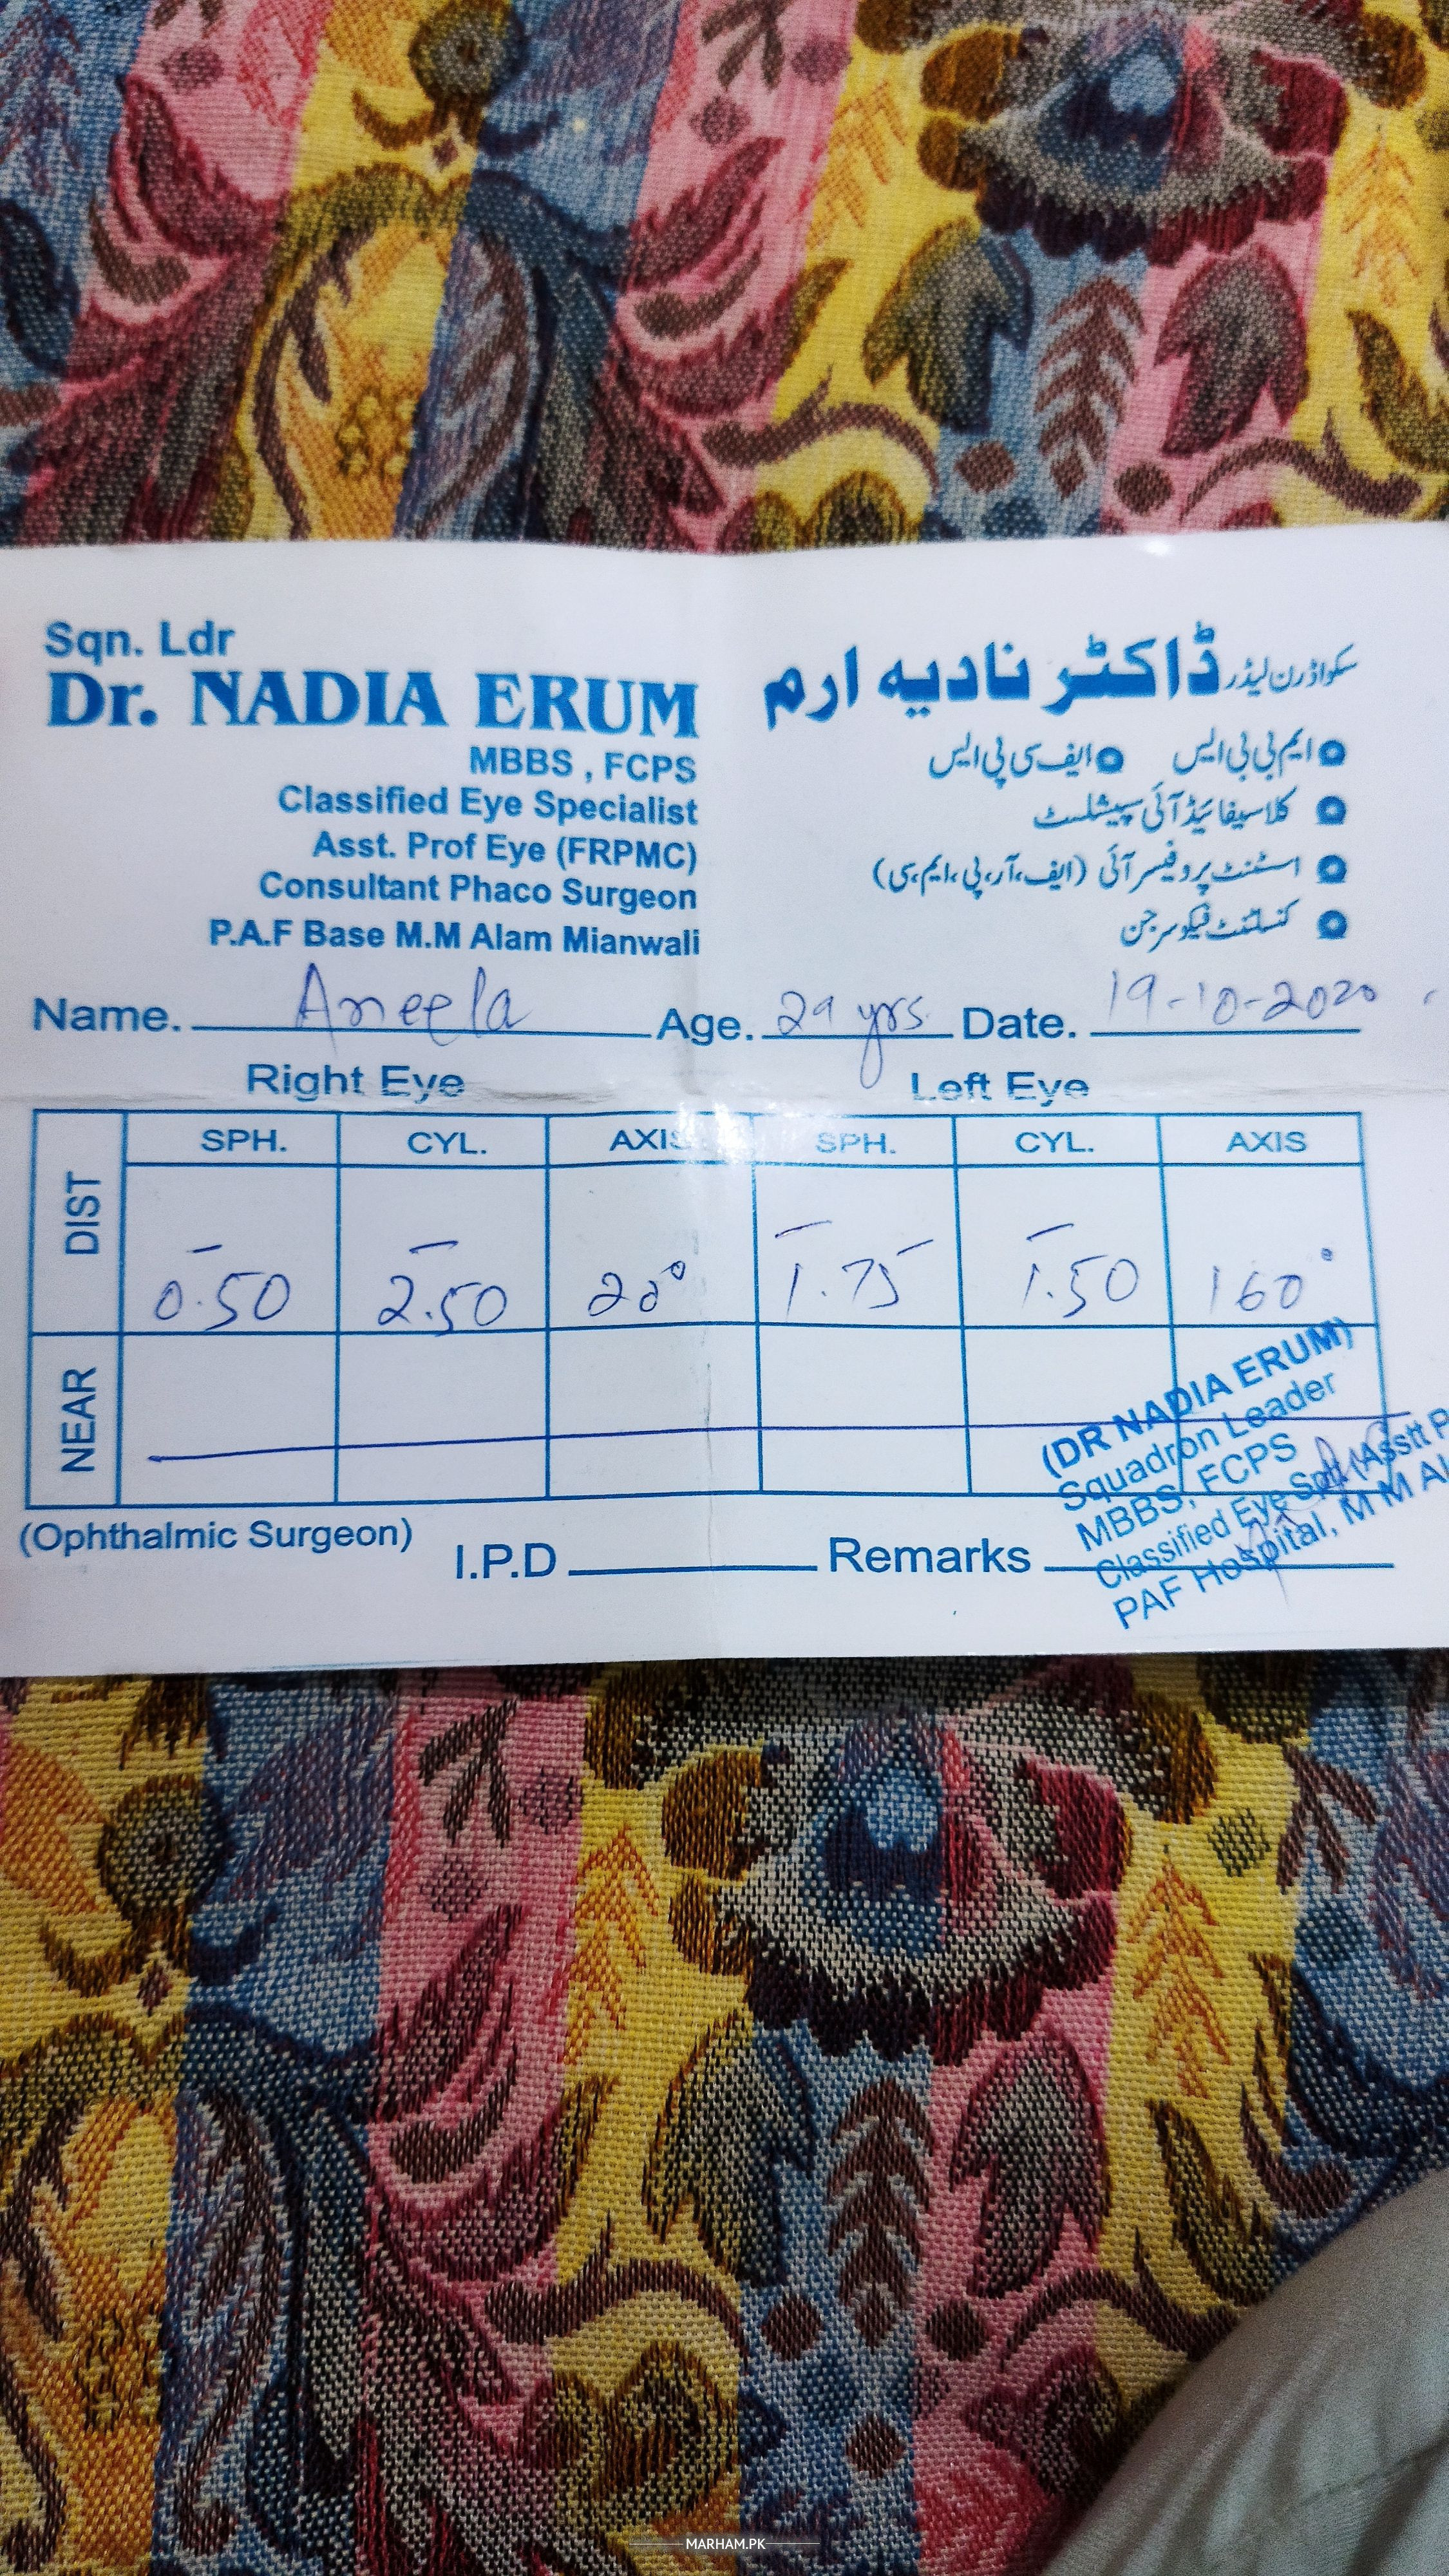 Sqn. Ldr
Dr. NADIA ERUM
MBBS , FCPS
Classified Eye Specialist
Asst. Prof Eye (FRPMC)
Consultant Phaco Surgeon
P.A.F Base M.M Alam Mianwali
سکواڈرن لیڈر ڈاکٹر نادیہ ارم
ایم بی بی ایس ایف سی پی ایس
کلاسیفائیڈ آئی سپیشلسٹ
اسسٹنٹ پروفیسر آئی (ایف،آر،پی،ایم،سی)
کنسلٹنٹ فیکو سرجن
Name. Aneela Age. 29 yrs Date. 19-10-2020
Right Eye Left Eye
SPH. CYL. AXIS SPH. CYL. AXIS
DIST -0.50 -2.50 20° -1.75 -1.50 160°
NEAR
(DR NADIA ERUM)
Squadron Leader
MBBS, FCPS
Classified Eye Splt (Asstt P
PAF Hospital, M M Al
(Ophthalmic Surgeon) I.P.D Remarks
MARHAM.PK